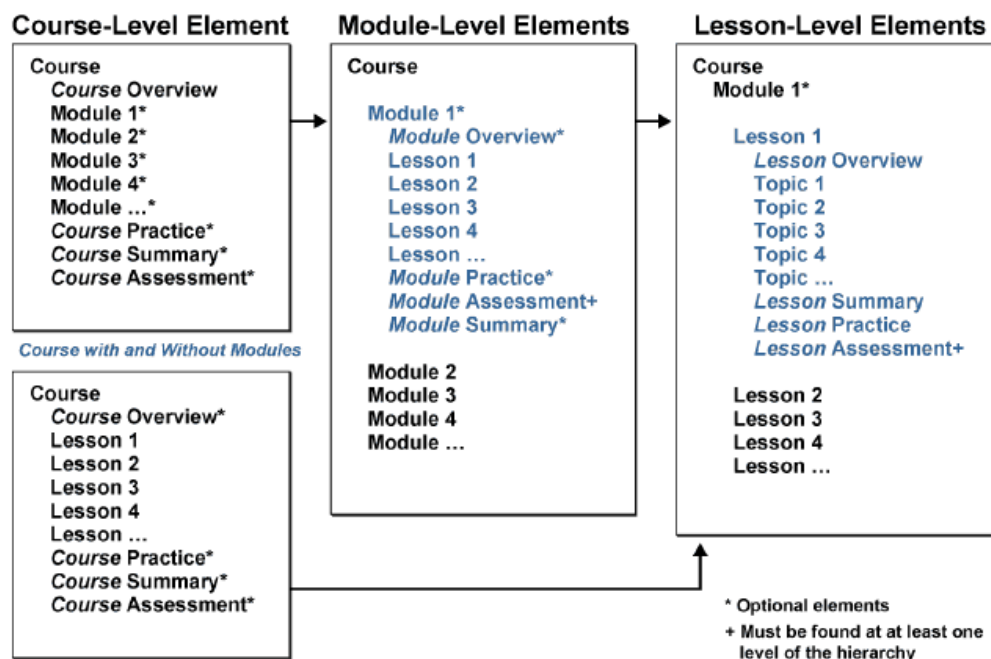 Course-Level Element
Course
Course Overview
Module 1*
Module 2*
Module 3*
Module 4*
Module ...*
Course Practice*
Course Summary*
Course Assessment*
Course with and Without Modules
Course
Course Overview*
Lesson 1
Lesson 2
Lesson 3
Lesson 4
Lesson ...
Course Practice*
Course Summary*
Course Assessment*
Module-Level Elements
Course
Module 1*
Module Overview*
Lesson 1
Lesson 2
Lesson 3
Lesson 4
Lesson ...
Module Practice*
Module Assessment+
Module Summary*
Module 2
Module 3
Module 4
Module ...
Lesson-Level Elements
Course
Module 1*
Lesson 1
Lesson Overview
Topic 1
Topic 2
Topic 3
Topic 4
Topic ...
Lesson Summary
Lesson Practice
Lesson Assessment+
Lesson 2
Lesson 3
Lesson 4
Lesson ...
* Optional elements
+ Must be found at at least one
level of the hierarchy